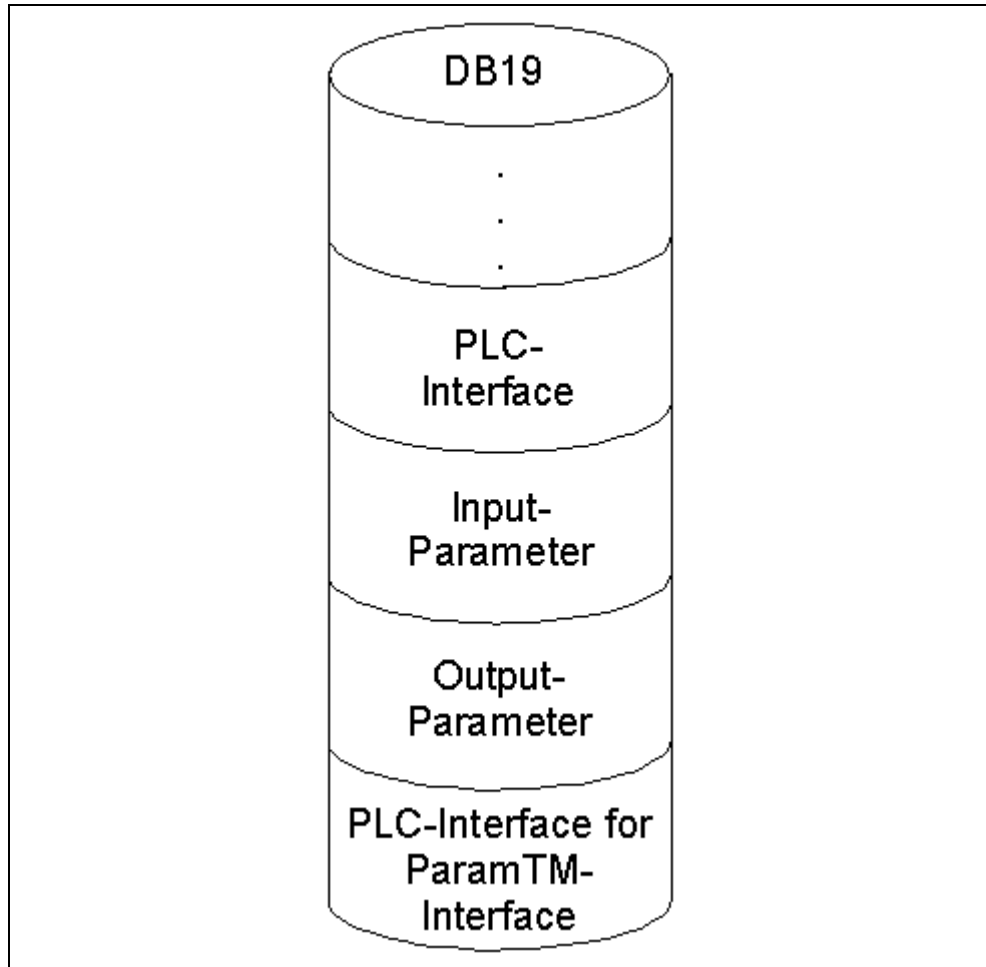 DB19
.
.
.
PLC-
Interface
Input-
Parameter
Output-
Parameter
PLC-Interface for
ParamTM-
Interface